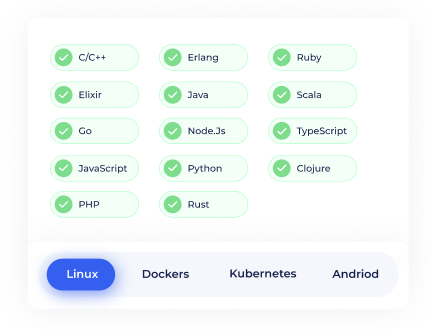 C/C++ Erlang Ruby
Elixir Java Scala
Go Node.Js TypeScript
JavaScript Python Clojure
PHP Rust
Linux Dockers Kubernetes Andriod